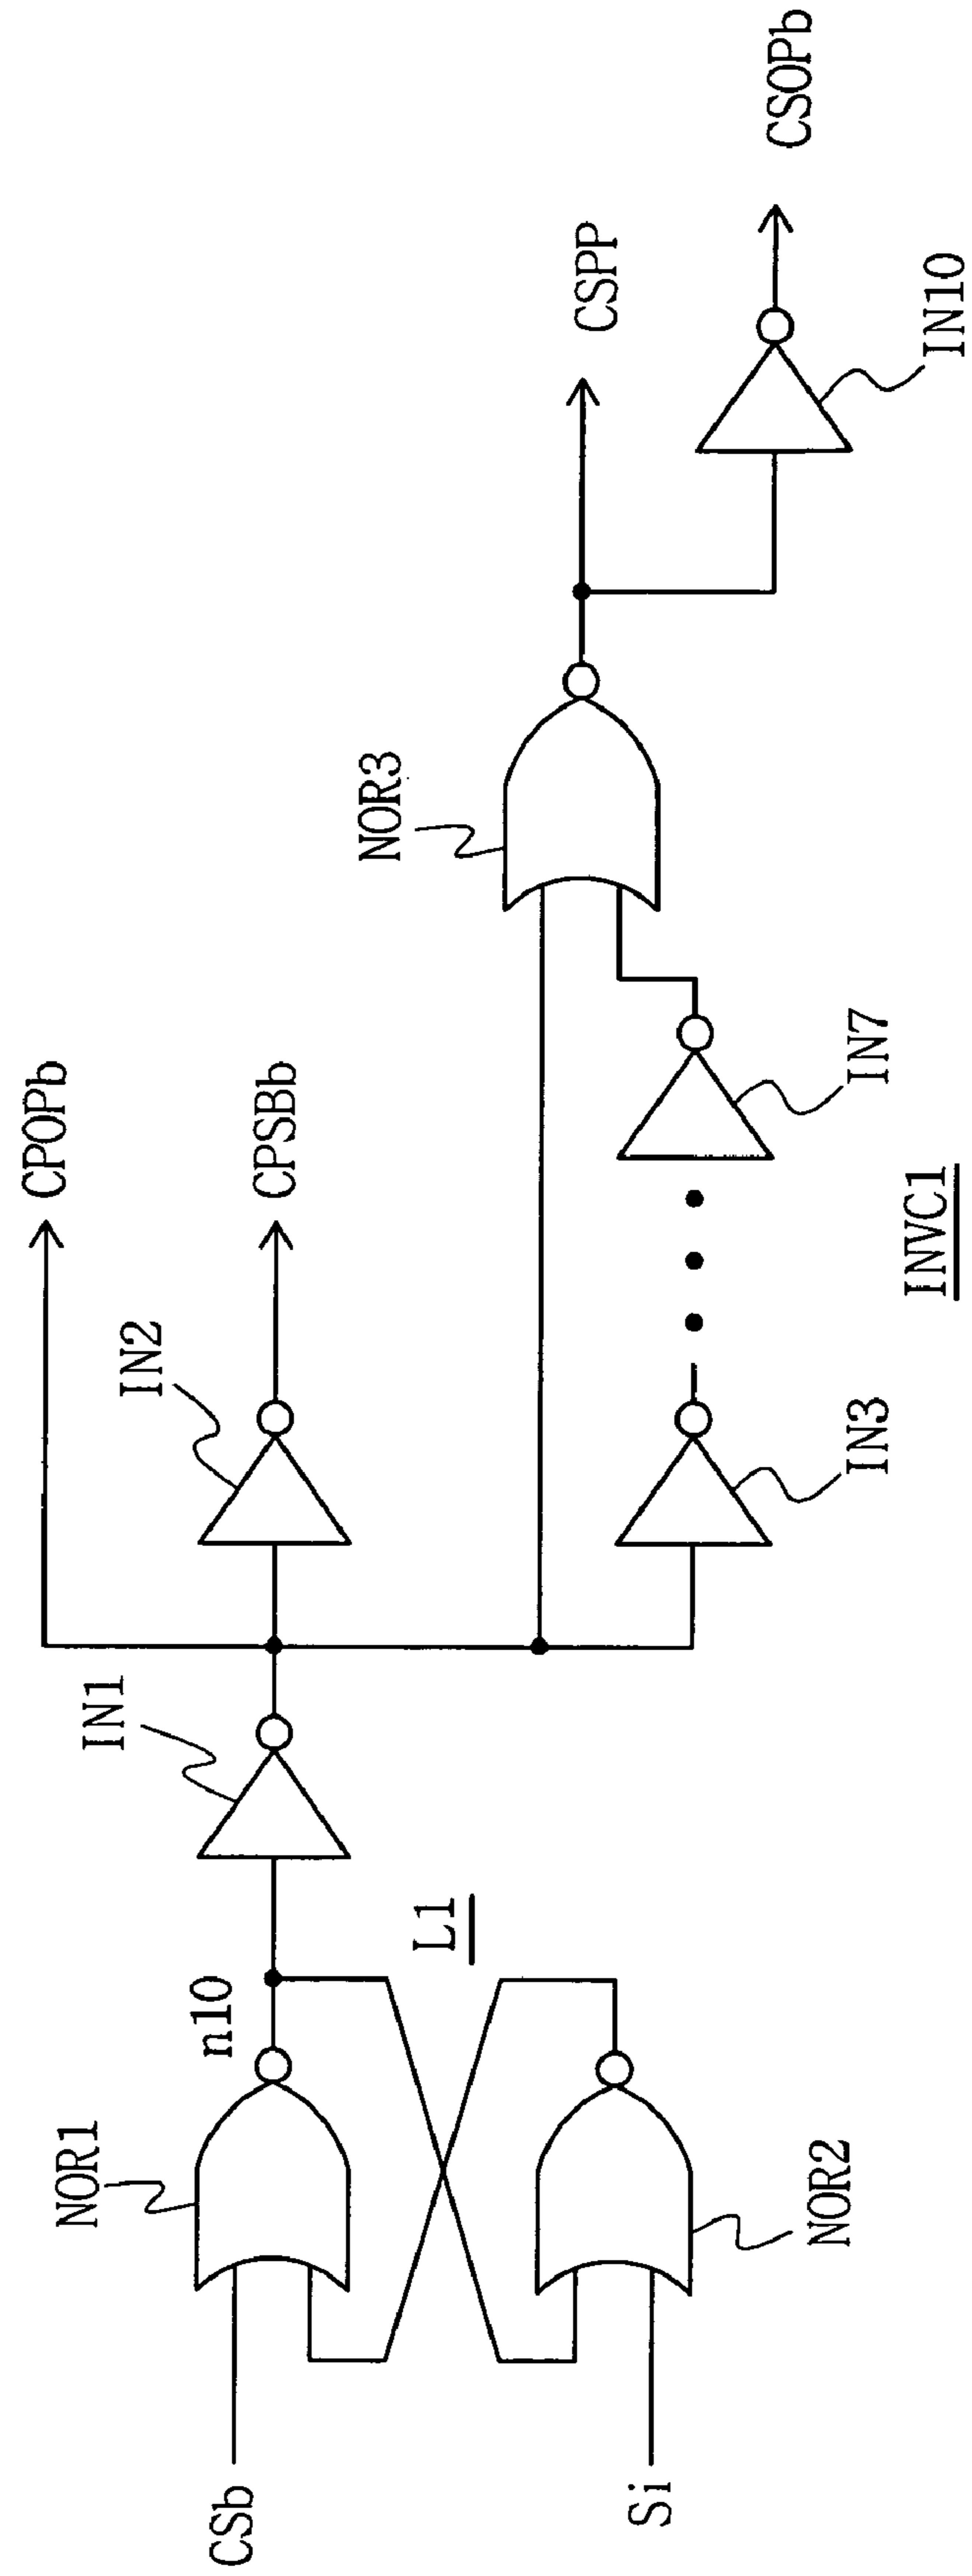 CSb
Si
NOR1
NOR2
n10
L1
IN1
IN2
CPOPb
CPSBb
IN3
IN7
INVC1
NOR3
CSPP
IN10
CSOPb